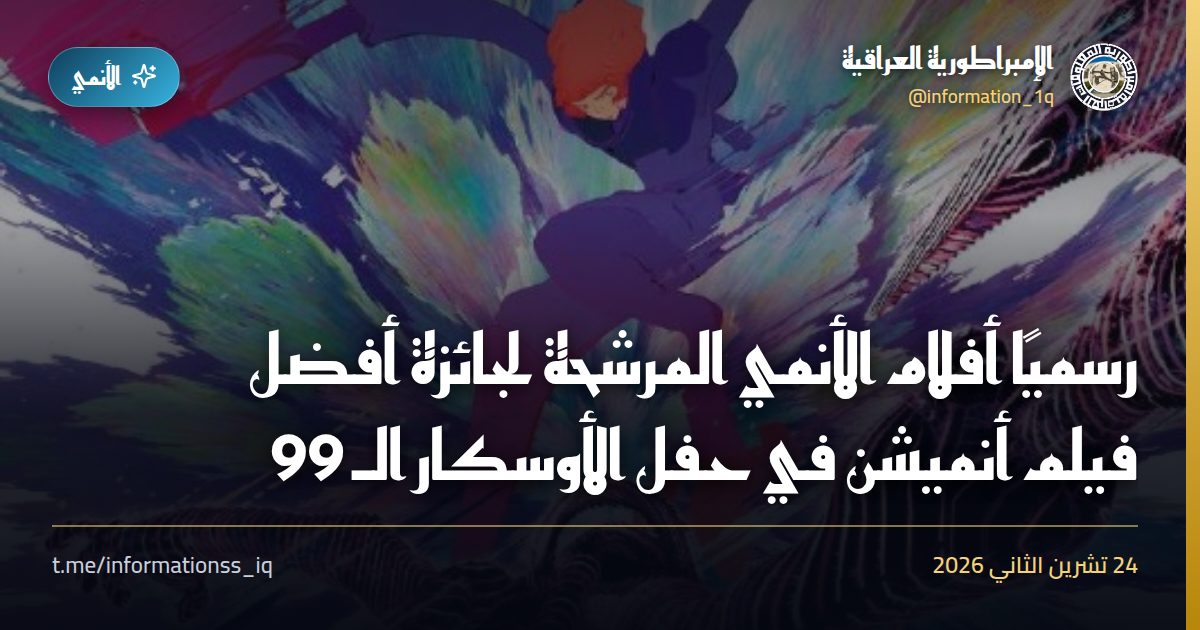 الإمبراطورية العراقية
@information_1q
الأنمي
رسميًا أفلام الأنمي المرشحة لجائزة أفضل
فيلم أنميشن في حفل الأوسكار الـ 99
24 تشرين الثاني 2026
t.me/informationss_iq